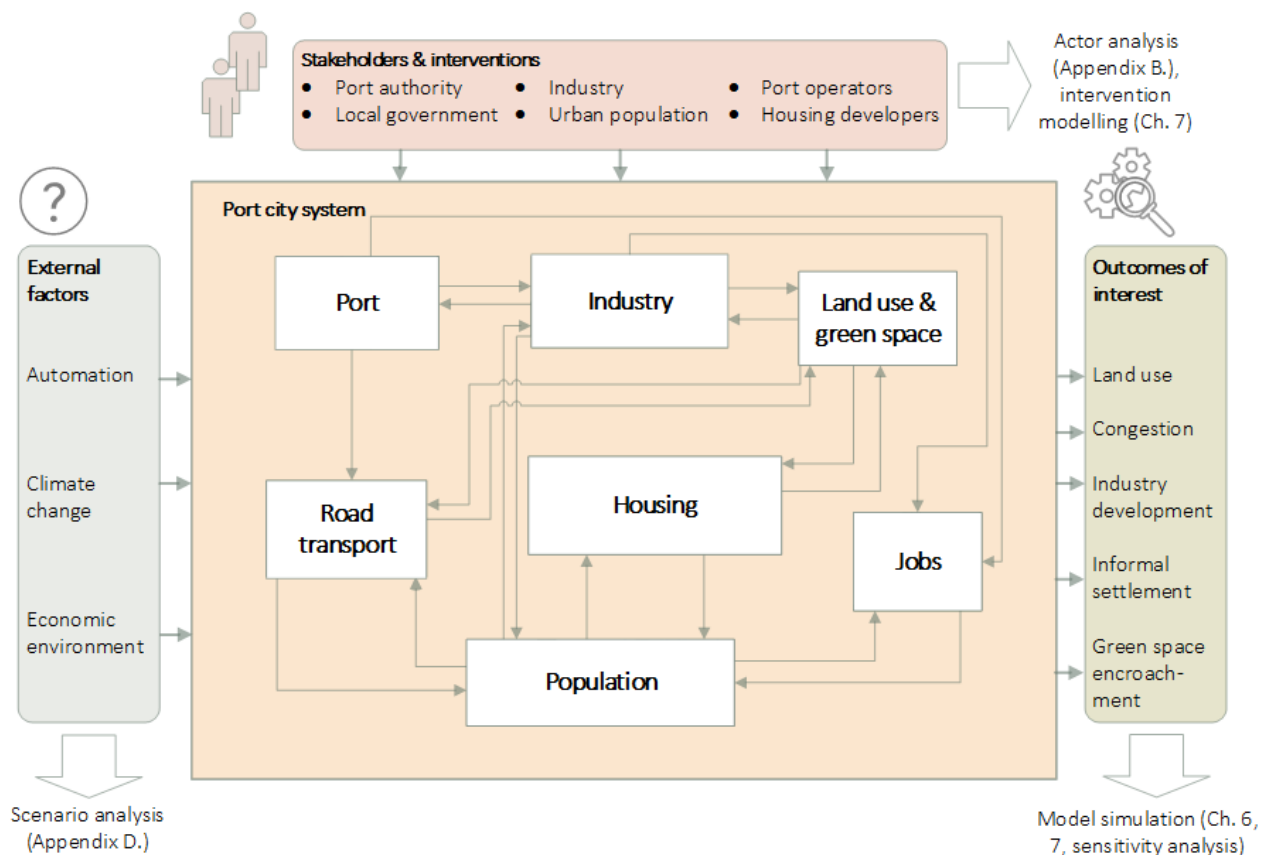 Stakeholders & interventions
● Port authority ● Industry ● Port operators
● Local government ● Urban population ● Housing developers
Actor analysis
(Appendix B.),
intervention
modelling (Ch. 7)
?
External
factors
Automation
Climate
change
Economic
environment
Scenario analysis
(Appendix D.)
Port city system
Port
Industry
Land use &
green space
Road
transport
Housing
Jobs
Population
Outcomes of
interest
Land use
Congestion
Industry
development
Informal
settlement
Green space
encroach-
ment
Model simulation (Ch. 6,
7, sensitivity analysis)